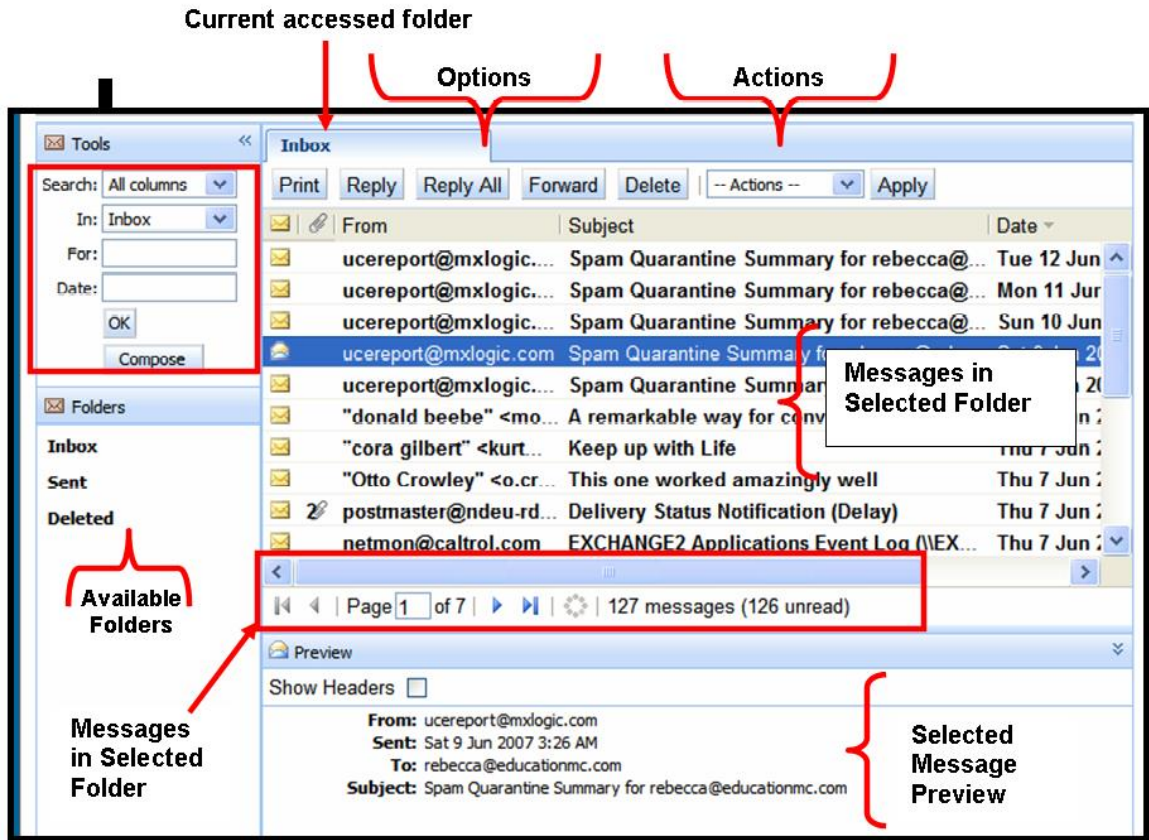 Current accessed folder
Options
Actions
Tools
Search: All columns
In: Inbox
For:
Date:
OK
Compose
Folders
Inbox
Sent
Deleted
Available
Folders
Messages
in Selected
Folder
Inbox
Print Reply Reply All Forward Delete -- Actions -- Apply
From Subject Date
ucereport@mxlogic.... Spam Quarantine Summary for rebecca@... Tue 12 Jun
ucereport@mxlogic.... Spam Quarantine Summary for rebecca@... Mon 11 Jur
ucereport@mxlogic.... Spam Quarantine Summary for rebecca@... Sun 10 Jun
ucereport@mxlogic.com Spam Quarantine Summary 20
ucereport@mxlogic.... Spam Quarantine Summary 20
"donald beebe" <mo... A remarkable way for conv
"cora gilbert" <kurt... Keep up with Life Thu 7 Jun
"Otto Crowley" <o.cr... This one worked amazingly well Thu 7 Jun
2 postmaster@ndeu-rd... Delivery Status Notification (Delay) Thu 7 Jun
netmon@caltrol.com EXCHANGE2 Applications Event Log (\\EX... Thu 7 Jun
Messages in
Selected Folder
Page 1 of 7 127 messages (126 unread)
Preview
Show Headers
From: ucereport@mxlogic.com
Sent: Sat 9 Jun 2007 3:26 AM
To: rebecca@educationmc.com
Subject: Spam Quarantine Summary for rebecca@educationmc.com
Selected
Message
Preview